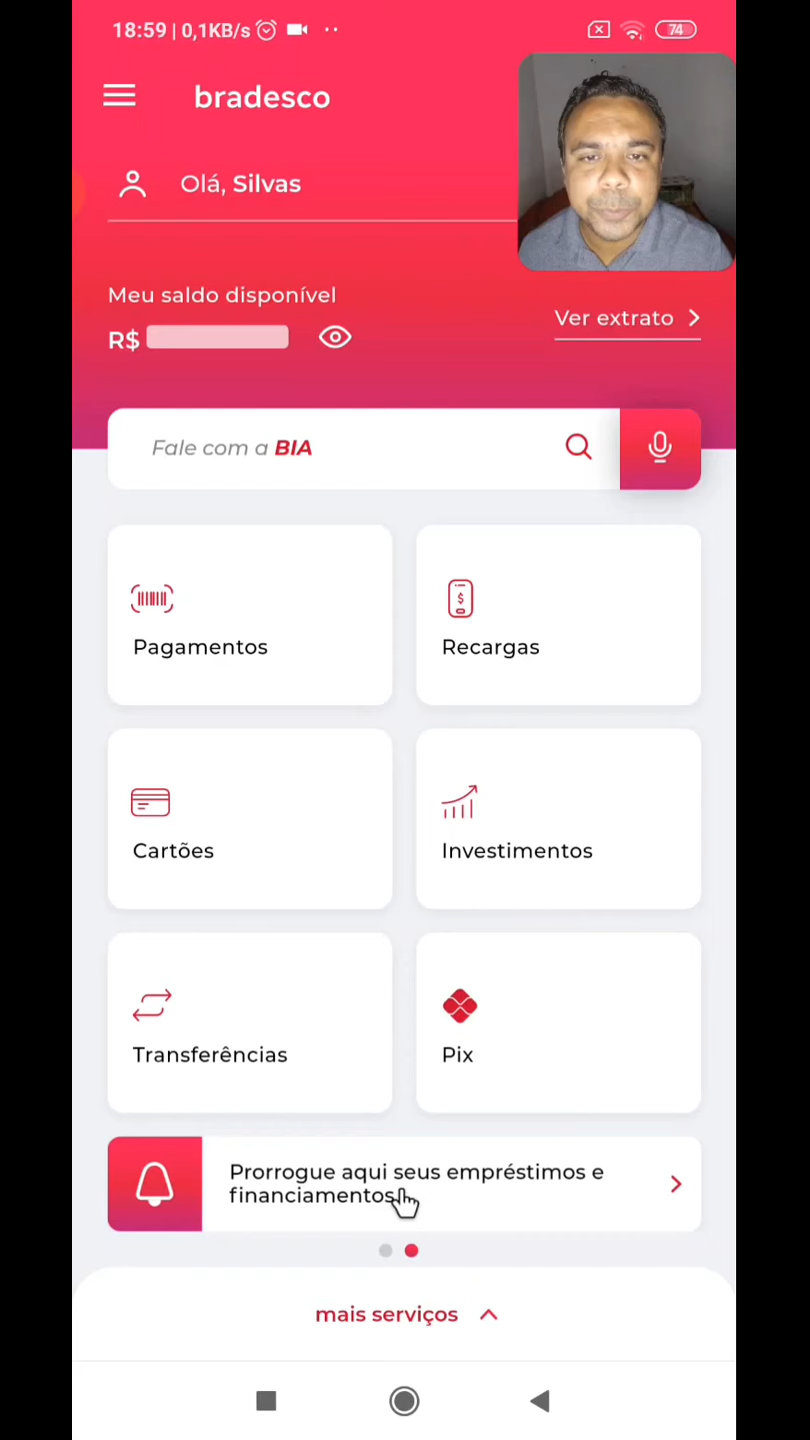 18:59 | 0,1KB/s
74
bradesco
Olá, Silvas
Meu saldo disponível
R$
Ver extrato
Fale com a BIA
Pagamentos
Recargas
Cartões
Investimentos
Transferências
Pix
Prorrogue aqui seus empréstimos e
financiamentos
mais serviços